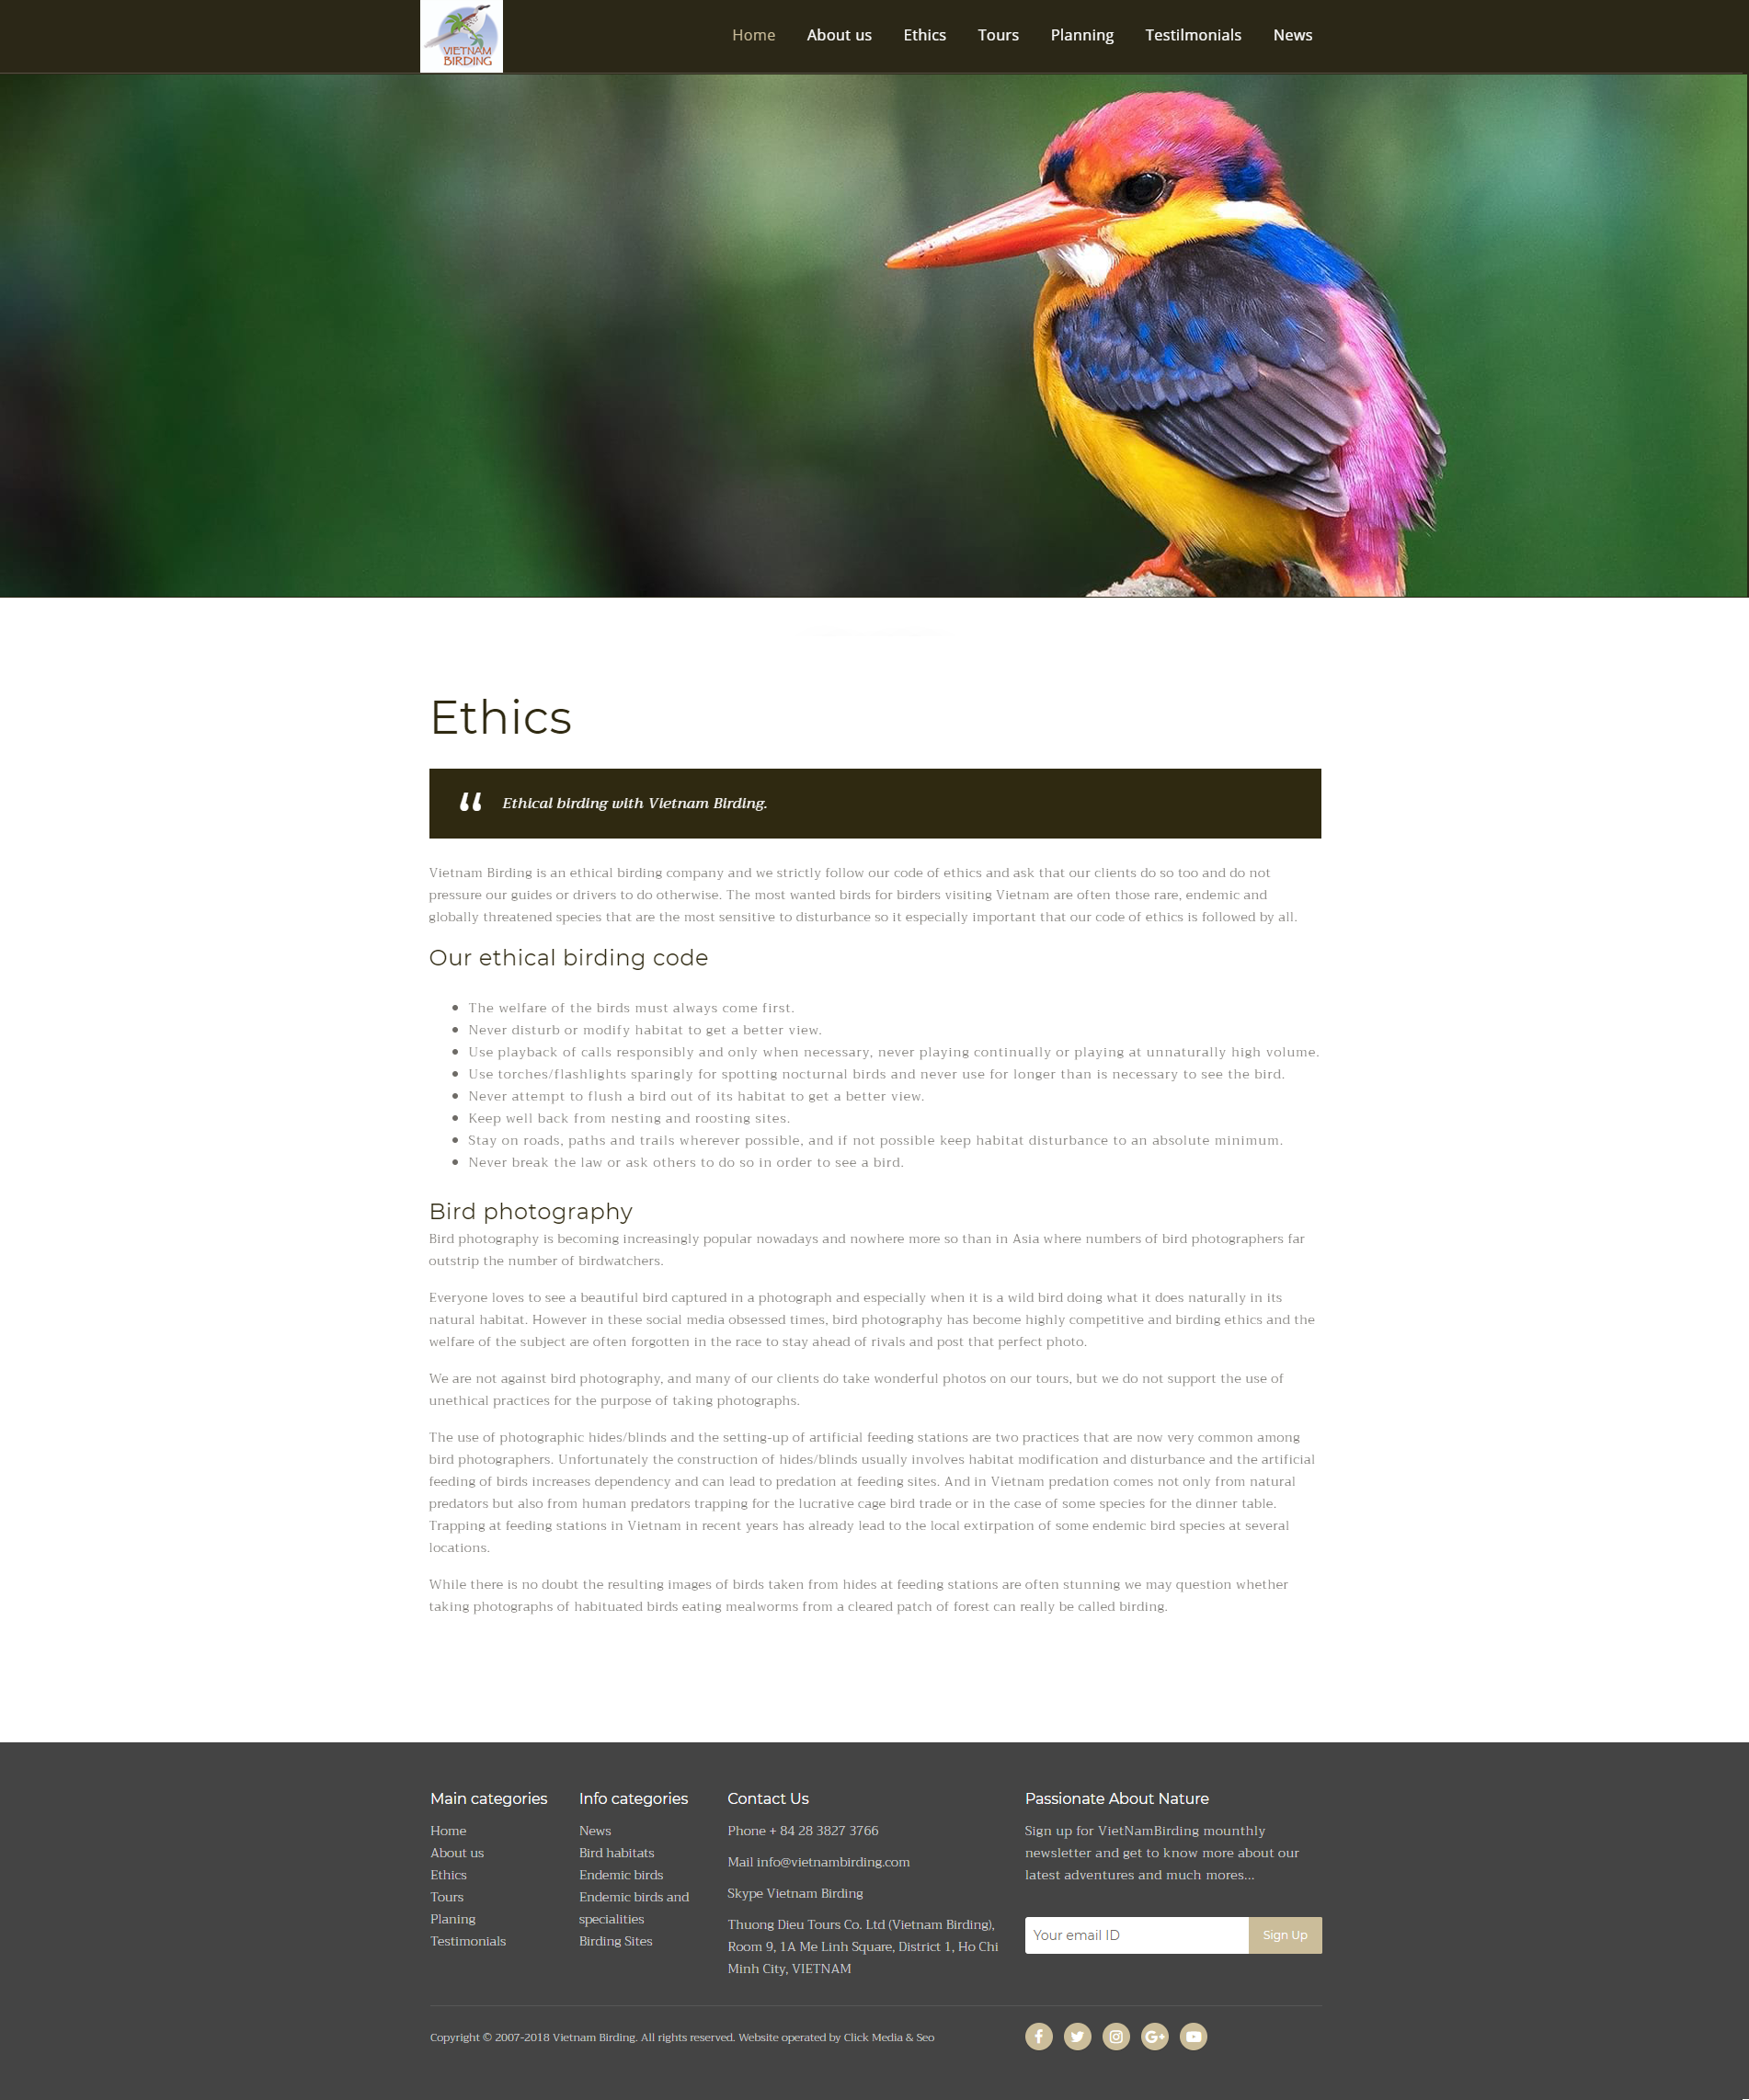 VIETNAM
BIRDING
Home About us Ethics Tours Planning Testilmonials News
Ethics
“ Ethical birding with Vietnam Birding.
Vietnam Birding is an ethical birding company and we strictly follow our code of ethics and ask that our clients do so too and do not
pressure our guides or drivers to do otherwise. The most wanted birds for birders visiting Vietnam are often those rare, endemic and
globally threatened species that are the most sensitive to disturbance so it especially important that our code of ethics is followed by all.
Our ethical birding code
• The welfare of the birds must always come first.
• Never disturb or modify habitat to get a better view.
• Use playback of calls responsibly and only when necessary, never playing continually or playing at unnaturally high volume.
• Use torches/flashlights sparingly for spotting nocturnal birds and never use for longer than is necessary to see the bird.
• Never attempt to flush a bird out of its habitat to get a better view.
• Keep well back from nesting and roosting sites.
• Stay on roads, paths and trails wherever possible, and if not possible keep habitat disturbance to an absolute minimum.
• Never break the law or ask others to do so in order to see a bird.
Bird photography
Bird photography is becoming increasingly popular nowadays and nowhere more so than in Asia where numbers of bird photographers far
outstrip the number of birdwatchers.
Everyone loves to see a beautiful bird captured in a photograph and especially when it is a wild bird doing what it does naturally in its
natural habitat. However in these social media obsessed times, bird photography has become highly competitive and birding ethics and the
welfare of the subject are often forgotten in the race to stay ahead of rivals and post that perfect photo.
We are not against bird photography, and many of our clients do take wonderful photos on our tours, but we do not support the use of
unethical practices for the purpose of taking photographs.
The use of photographic hides/blinds and the setting-up of artificial feeding stations are two practices that are now very common among
bird photographers. Unfortunately the construction of hides/blinds usually involves habitat modification and disturbance and the artificial
feeding of birds increases dependency and can lead to predation at feeding sites. And in Vietnam predation comes not only from natural
predators but also from human predators trapping for the lucrative cage bird trade or in the case of some species for the dinner table.
Trapping at feeding stations in Vietnam in recent years has already lead to the local extirpation of some endemic bird species at several
locations.
While there is no doubt the resulting images of birds taken from hides at feeding stations are often stunning we may question whether
taking photographs of habituated birds eating mealworms from a cleared patch of forest can really be called birding.
Main categories
Home
About us
Ethics
Tours
Planing
Testimonials
Info categories
News
Bird habitats
Endemic birds
Endemic birds and
specialities
Birding Sites
Contact Us
Phone + 84 28 3827 3766
Mail info@vietnambirding.com
Skype Vietnam Birding
Thuong Dieu Tours Co. Ltd (Vietnam Birding),
Room 9, 1A Me Linh Square, District 1, Ho Chi
Minh City, VIETNAM
Passionate About Nature
Sign up for VietNamBirding mounthly
newsletter and get to know more about our
latest adventures and much mores...
Your email ID Sign Up
Copyright © 2007-2018 Vietnam Birding. All rights reserved. Website operated by Click Media & Seo